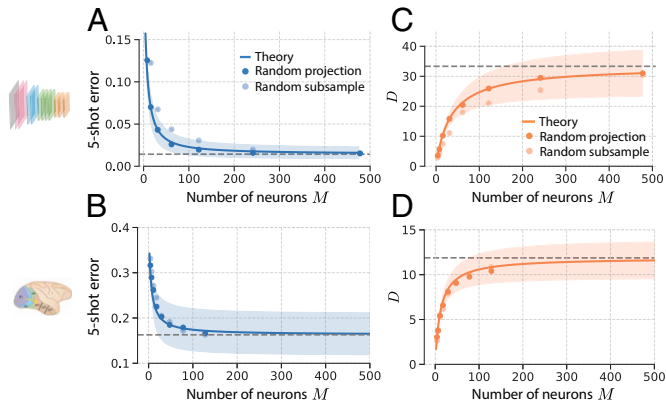 A
0.15
0.10
0.05
0.00
5-shot error
0 100 200 300 400 500
Number of neurons M
Theory
Random projection
Random subsample
C
40
30
20
10
0
D
0 100 200 300 400 500
Number of neurons M
Theory
Random projection
Random subsample
B
0.4
0.3
0.2
0.1
5-shot error
0 100 200 300 400 500
Number of neurons M
D
15
10
5
0
D
0 100 200 300 400 500
Number of neurons M